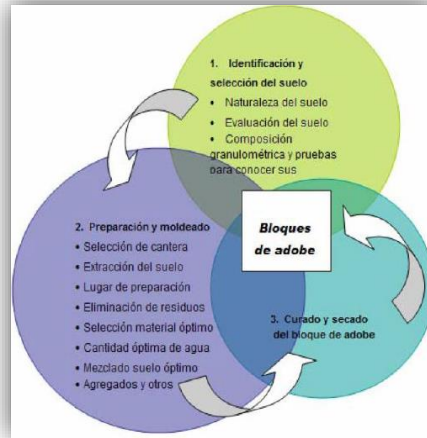 1. Identificación y
selección del suelo
• Naturaleza del suelo
• Evaluación del suelo
• Composición
granulométrica y pruebas
para conocer sus
2. Preparación y moldeado
• Selección de cantera
• Extracción del suelo
• Lugar de preparación
• Eliminación de residuos
• Selección material óptimo
• Cantidad óptima de agua
• Mezclado suelo óptimo
• Agregados y otros
Bloques
de adobe
3. Curado y secado
del bloque de adobe